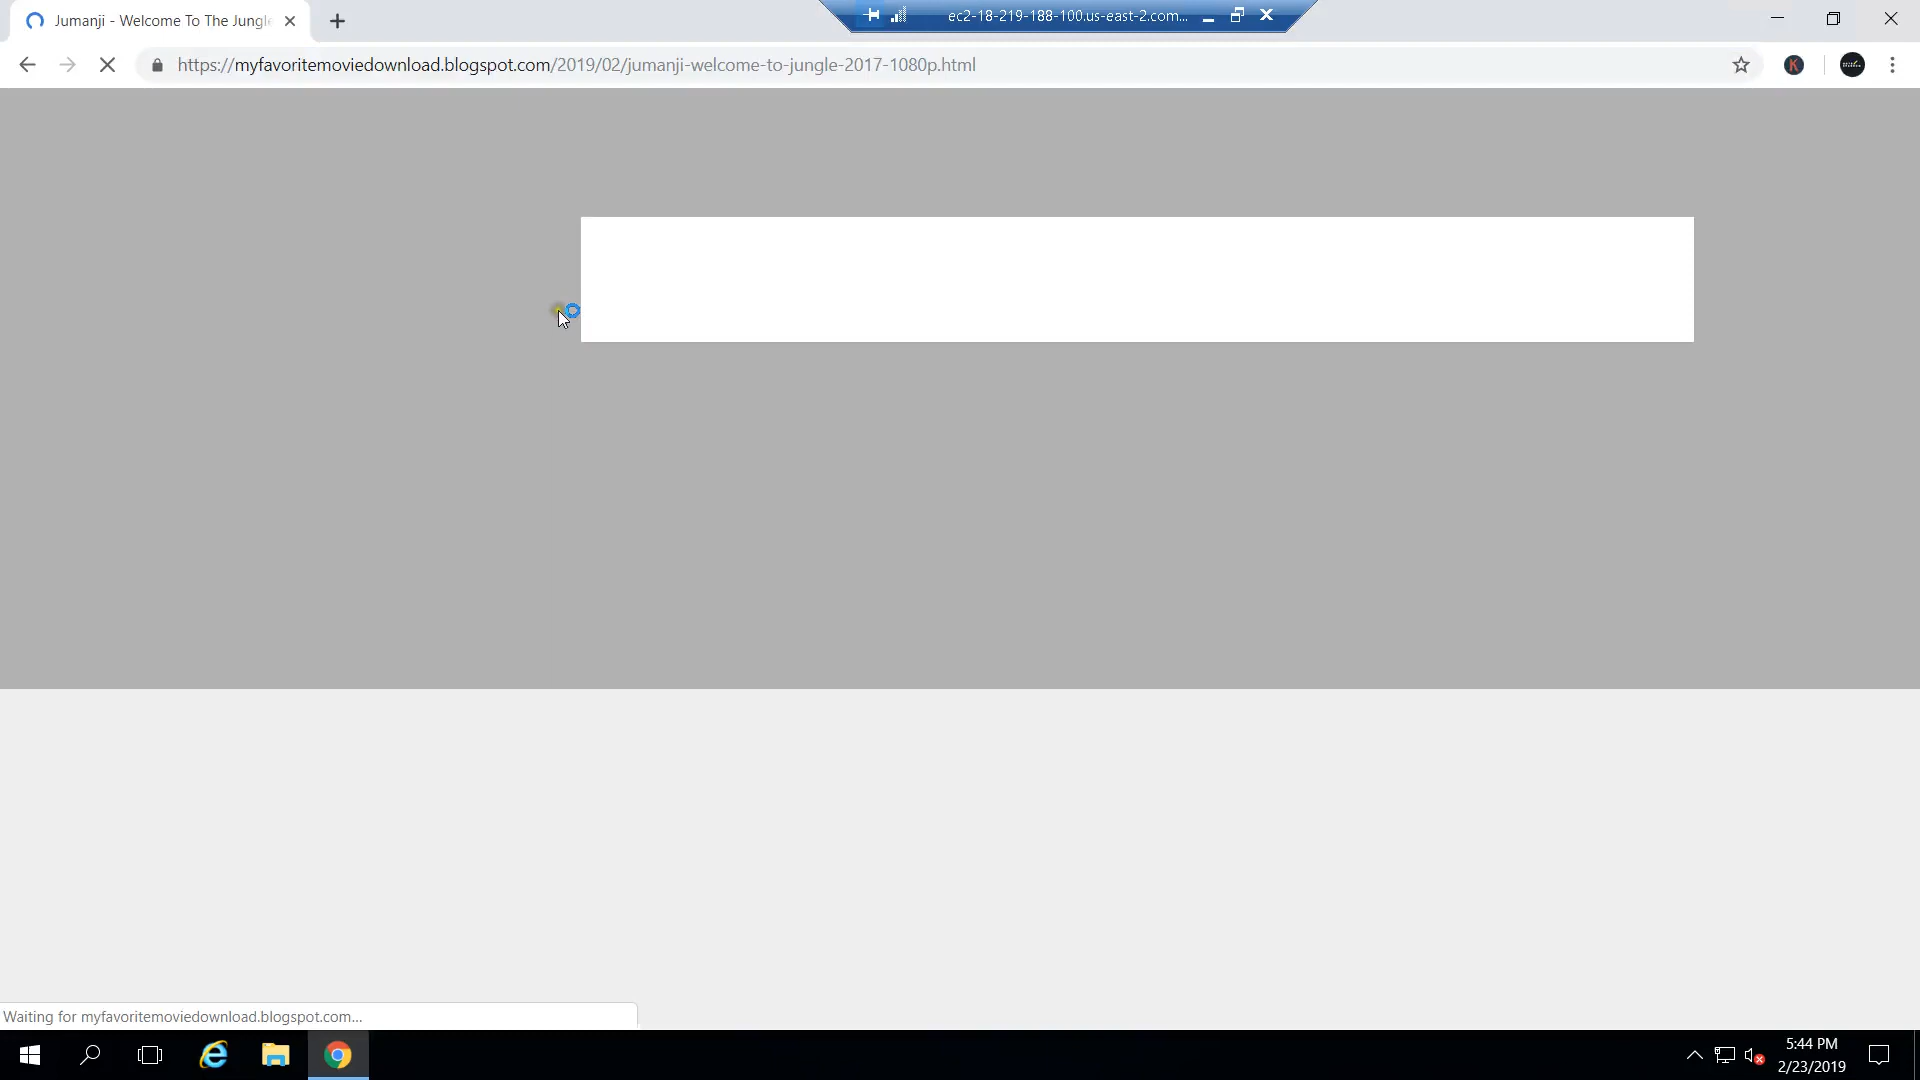 Jumanji - Welcome To The Jungle
ec2-18-219-188-100.us-east-2.com...
https://myfavoritemoviedownload.blogspot.com/2019/02/jumanji-welcome-to-jungle-2017-1080p.html
K
Waiting for myfavoritemoviedownload.blogspot.com...
5:44 PM
2/23/2019